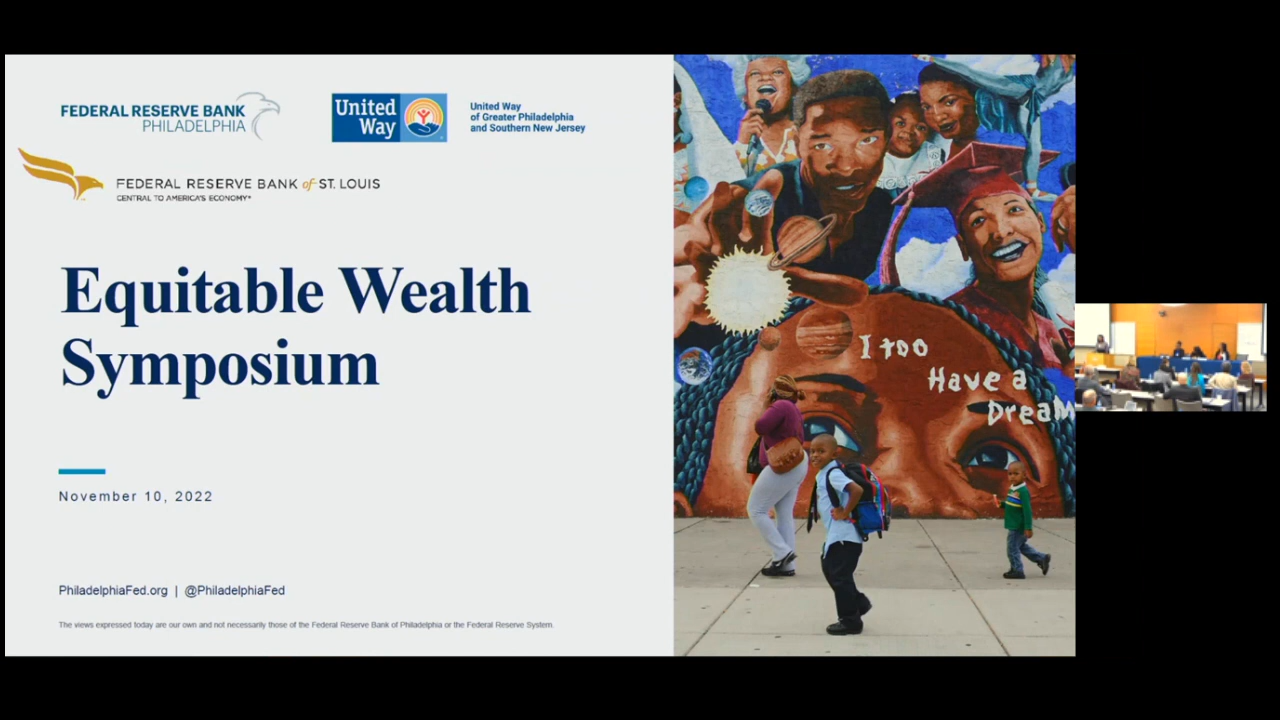 FEDERAL RESERVE BANK
PHILADELPHIA
United
Way
United Way
of Greater Philadelphia
and Southern New Jersey
FEDERAL RESERVE BANK of ST. LOUIS
CENTRAL TO AMERICA'S ECONOMY®
Equitable Wealth
Symposium
November 10, 2022
PhiladelphiaFed.org | @PhiladelphiaFed
The views expressed today are our own and not necessarily those of the Federal Reserve Bank of Philadelphia or the Federal Reserve System.
I too
Have a
Dream